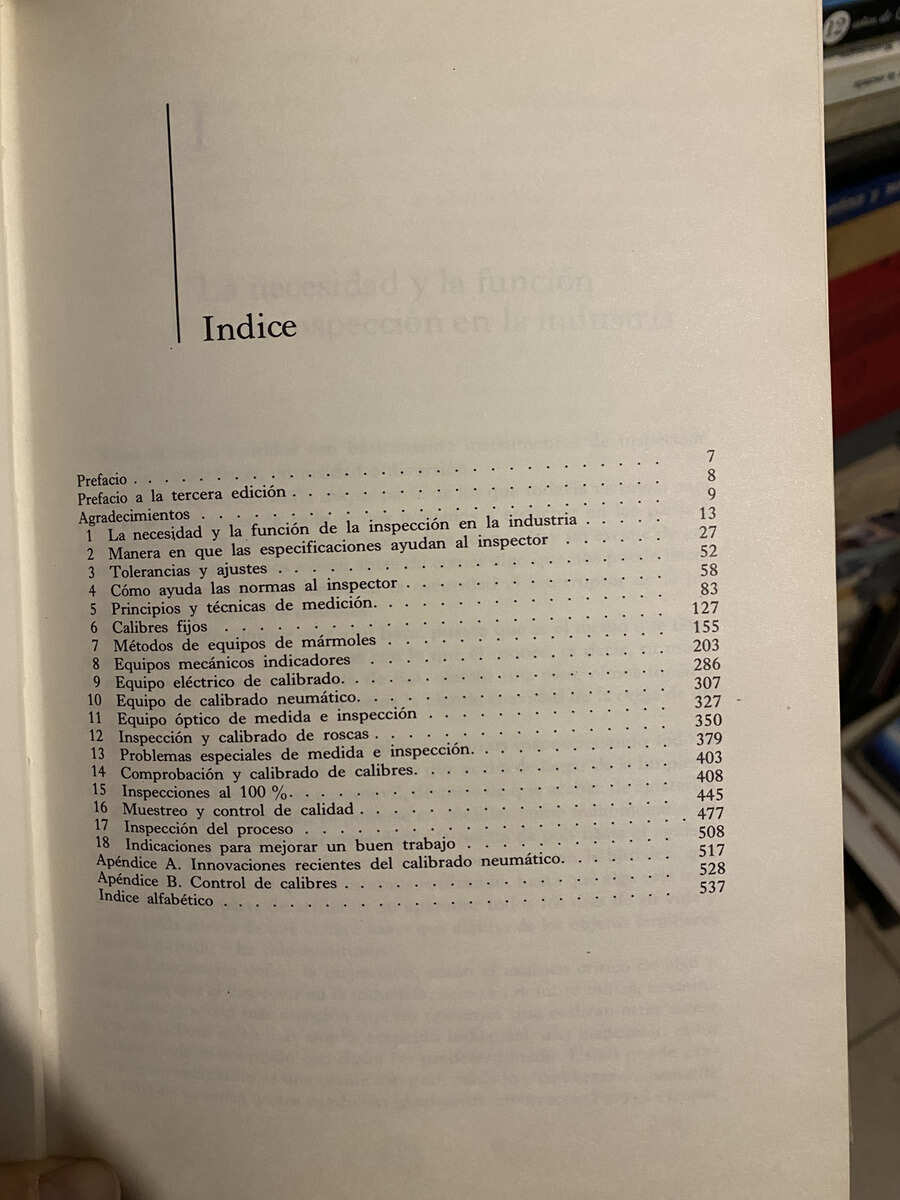 Indice
Prefacio . . . . . . . . . . . . . . . . . . . . 7
Prefacio a la tercera edición . . . . . . . . . . . . . . 8
Agradecimientos . . . . . . . . . . . . . . . . . . 9
1 La necesidad y la función de la inspección en la industria . . . . . 13
2 Manera en que las especificaciones ayudan al inspector . . . . . 27
3 Tolerancias y ajustes . . . . . . . . . . . . . . . 52
4 Cómo ayuda las normas al inspector . . . . . . . . . . 58
5 Principios y técnicas de medición. . . . . . . . . . . . 83
6 Calibres fijos . . . . . . . . . . . . . . . . . . 127
7 Métodos de equipos de mármoles . . . . . . . . . . . 155
8 Equipos mecánicos indicadores . . . . . . . . . . . . 203
9 Equipo eléctrico de calibrado. . . . . . . . . . . . . 286
10 Equipo de calibrado neumático. . . . . . . . . . . . . 307
11 Equipo óptico de medida e inspección . . . . . . . . . 327
12 Inspección y calibrado de roscas . . . . . . . . . . . . 350
13 Problemas especiales de medida e inspección. . . . . . . . 379
14 Comprobación y calibrado de calibres. . . . . . . . . . 403
15 Inspecciones al 100 %. . . . . . . . . . . . . . . 408
16 Muestreo y control de calidad . . . . . . . . . . . . 445
17 Inspección del proceso . . . . . . . . . . . . . . . 477
18 Indicaciones para mejorar un buen trabajo . . . . . . . . 508
Apéndice A. Innovaciones recientes del calibrado neumático. . . . . . 517
Apéndice B. Control de calibres . . . . . . . . . . . . . 528
Indice alfabético . . . . . . . . . . . . . . . . . . 537
12 años de